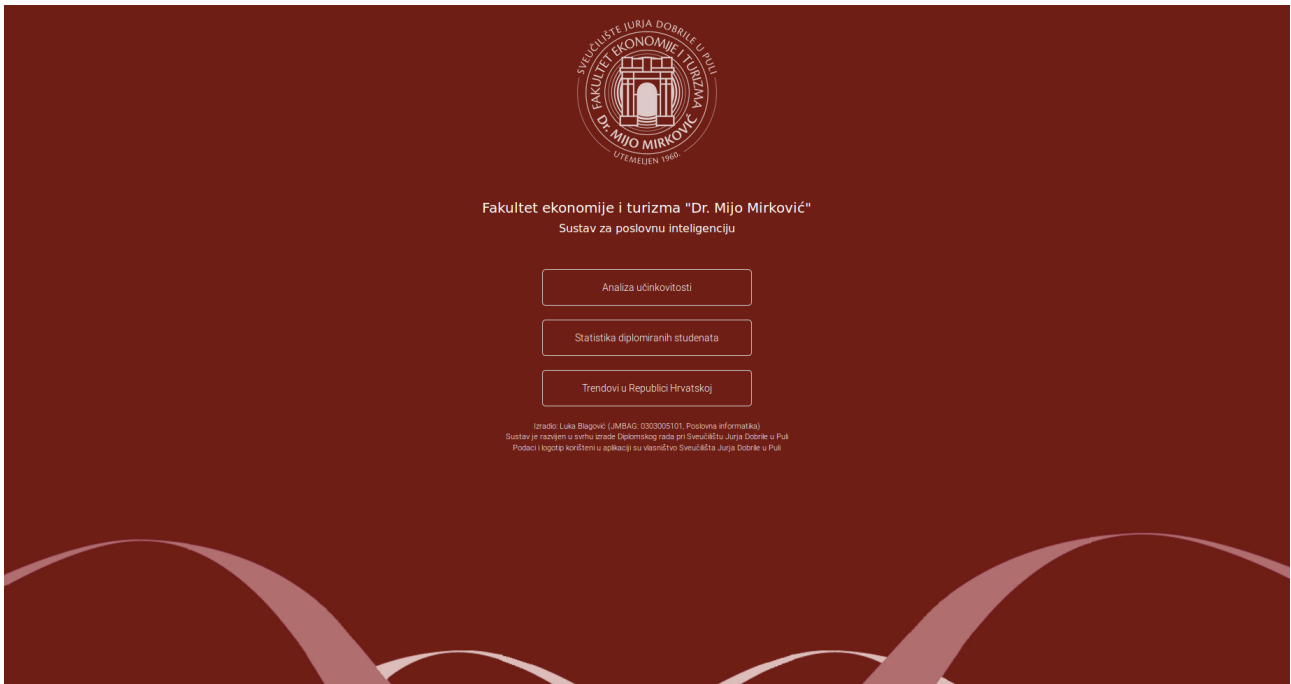 SVEUČILIŠTE JURJA DOBRILE U PULI
FAKULTET EKONOMIJE I TURIZMA
Dr. MIJO MIRKOVIĆ
UTEMELJEN 1960.
Fakultet ekonomije i turizma "Dr. Mijo Mirković"
Sustav za poslovnu inteligenciju
Analiza učinkovitosti
Statistika diplomiranih studenata
Trendovi u Republici Hrvatskoj
Izradio: Luka Blagović (JMBAG: 0303005101, Poslovna informatika)
Sustav je razvijen u svrhu izrade Diplomskog rada pri Sveučilištu Jurja Dobrile u Puli
Podaci i logotip korišteni u aplikaciji su vlasništvo Sveučilišta Jurja Dobrile u Puli